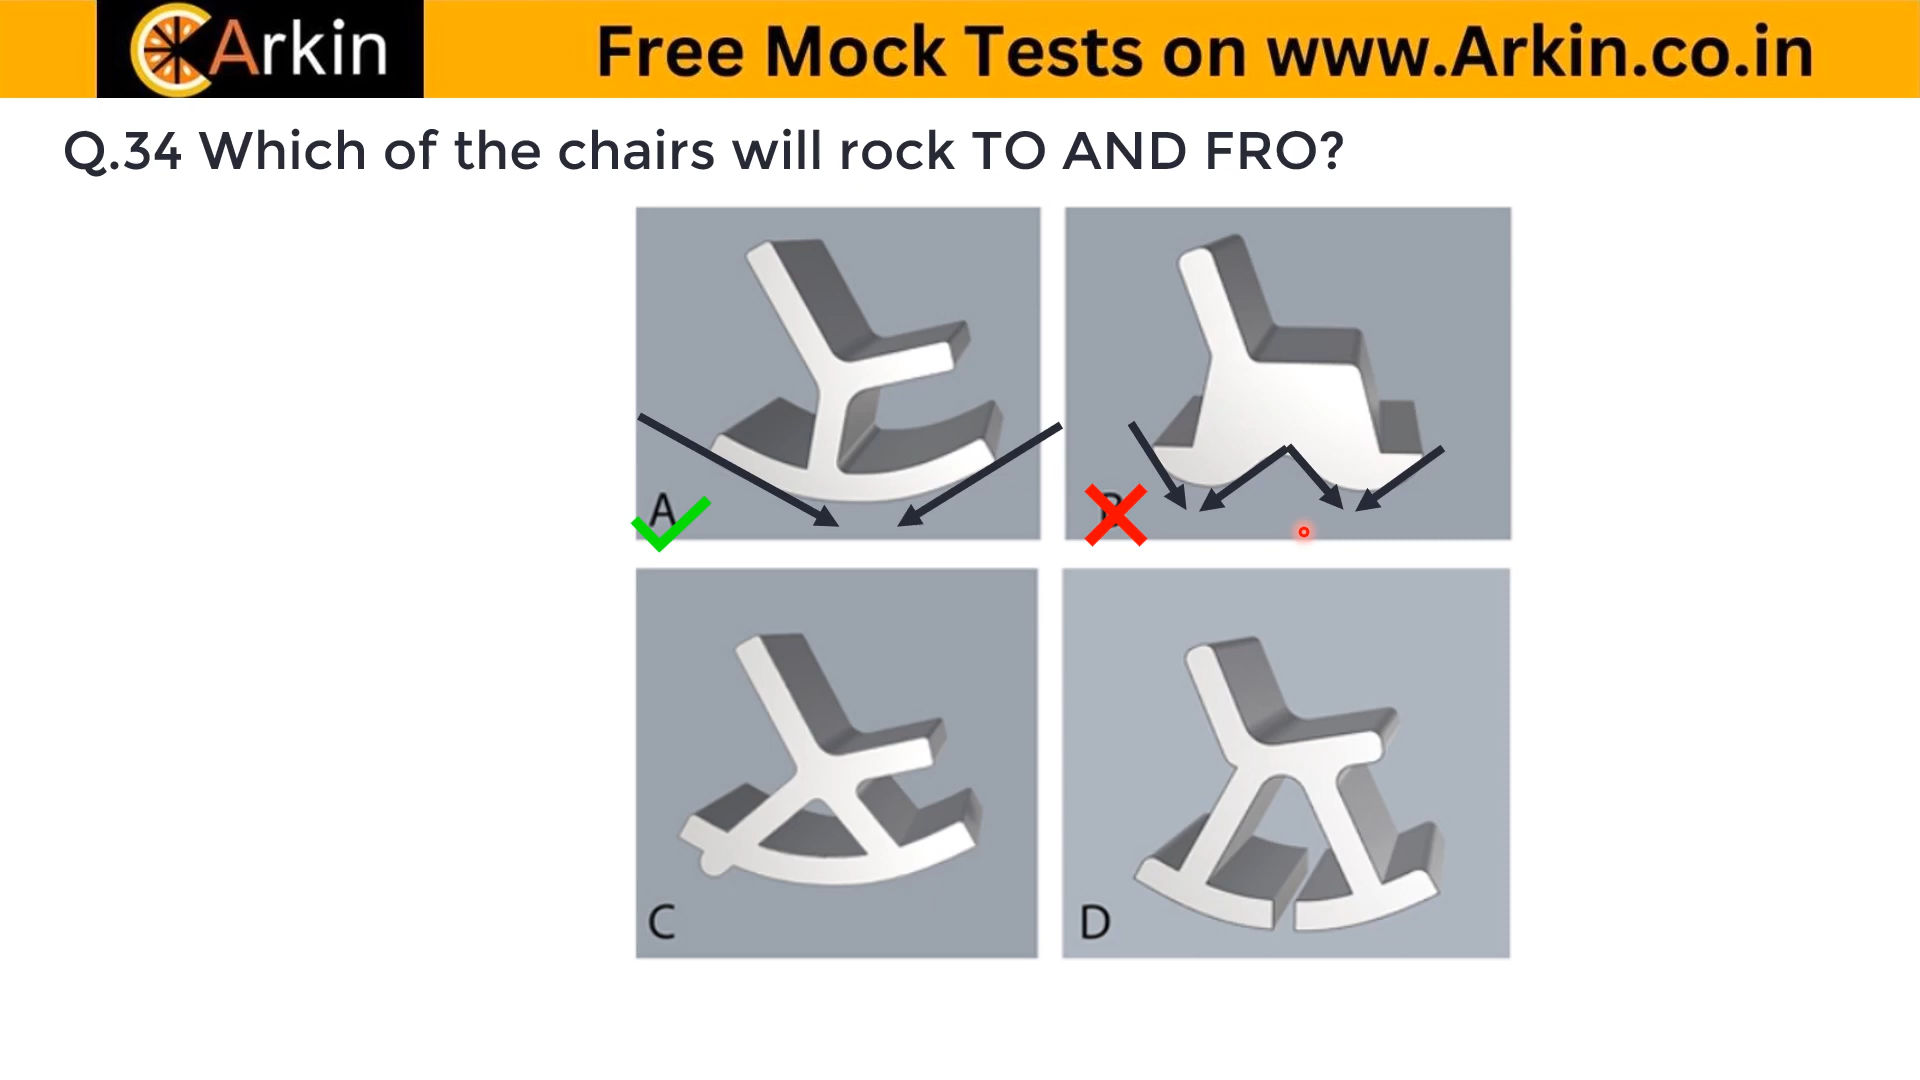 Arkin
Free Mock Tests on www.Arkin.co.in
Q.34 Which of the chairs will rock TO AND FRO?
A
C
D